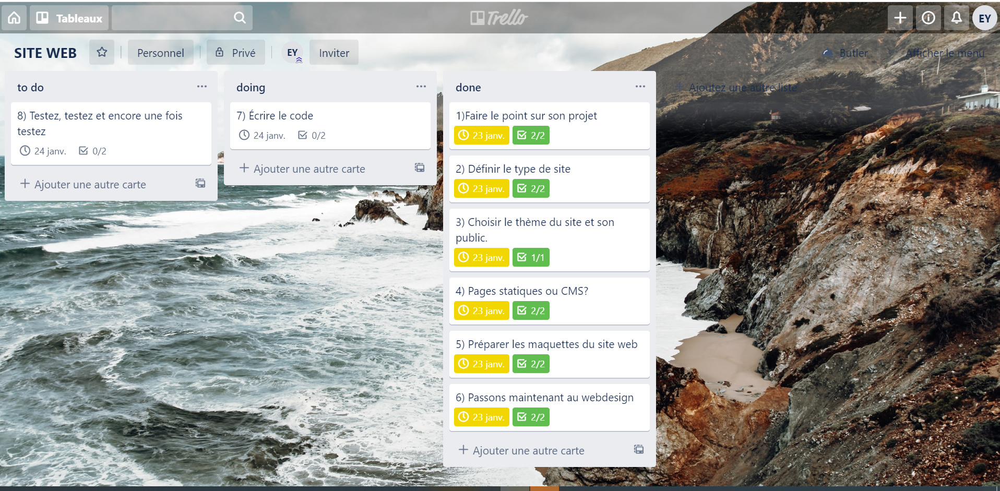 Tableaux
Trello
EY
SITE WEB
Personnel
Privé
EY
Inviter
Butler
Afficher le menu
to do
8) Testez, testez et encore une fois
testez
24 janv. 0/2
Ajouter une autre carte
doing
7) Écrire le code
24 janv. 0/2
Ajouter une autre carte
done
1)Faire le point sur son projet
23 janv. 2/2
2) Définir le type de site
23 janv. 2/2
3) Choisir le thème du site et son
public.
23 janv. 1/1
4) Pages statiques ou CMS?
23 janv. 2/2
5) Préparer les maquettes du site web
23 janv. 2/2
6) Passons maintenant au webdesign
23 janv. 2/2
Ajouter une autre carte
Ajoutez une autre liste